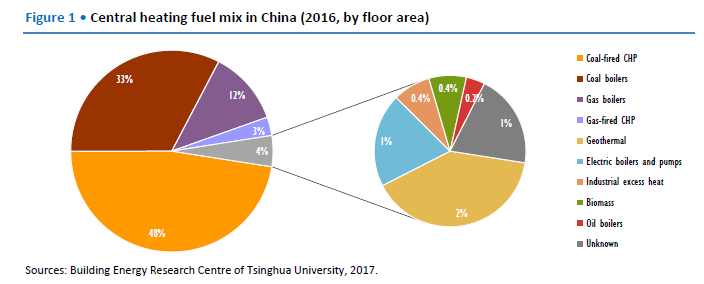 Figure 1 • Central heating fuel mix in China (2016, by floor area)
33%
12%
3%
4%
48%
0.4%
0.4%
0.2%
1%
1%
2%
Coal-fired CHP
Coal boilers
Gas boilers
Gas-fired CHP
Geothermal
Electric boilers and pumps
Industrial excess heat
Biomass
Oil boilers
Unknown
Sources: Building Energy Research Centre of Tsinghua University, 2017.